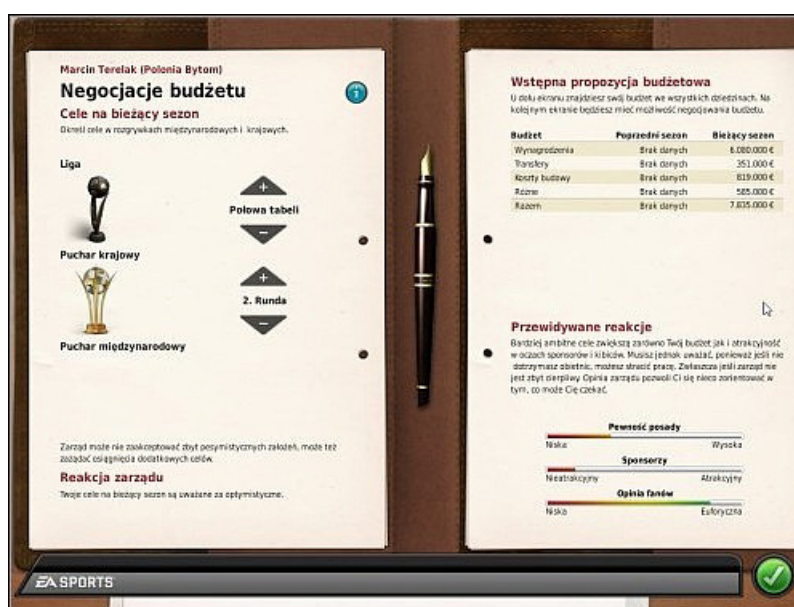 Marcin Terelak (Polonia Bytom)
Negocjacje budżetu
Cele na bieżący sezon
Określ cele w rozgrywkach międzynarodowych i krajowych.
Liga
Połowa tabeli
Puchar krajowy
2. Runda
Puchar międzynarodowy
Zarząd może nie zaakceptować zbyt pesymistycznych założeń, może też
zażądać osiągnięcia dodatkowych celów.
Reakcja zarządu
Twoje cele na bieżący sezon są uważane za optymistyczne.
Wstępna propozycja budżetowa
U dołu ekranu znajdziesz swój budżet we wszystkich dziedzinach. Na
kolejnym ekranie będziesz mieć możliwość negocjowania budżetu.
Budżet Poprzedni sezon Bieżący sezon
Wynagrodzenia Brak danych 6.080.000 €
Transfery Brak danych 351.000 €
Koszty budowy Brak danych 819.000 €
Różne Brak danych 585.000 €
Razem Brak danych 7.835.000 €
Przewidywane reakcje
Bardziej ambitne cele zwiększą zarówno Twój budżet jak i atrakcyjność
w oczach sponsorów i kibiców. Musisz jednak uważać, ponieważ jeśli nie
dotrzymasz obietnic, możesz stracić pracę. Zwłaszcza jeśli zarząd nie
jest zbyt cierpliwy Opinia zarządu pozwoli Ci się nieco zorientować w
tym, co może Cię czekać.
Pewność posady
Niska Wysoka
Sponsorzy
Nieatrakcyjny Atrakcyjny
Opinia fanów
Niska Euforyczna
EA SPORTS